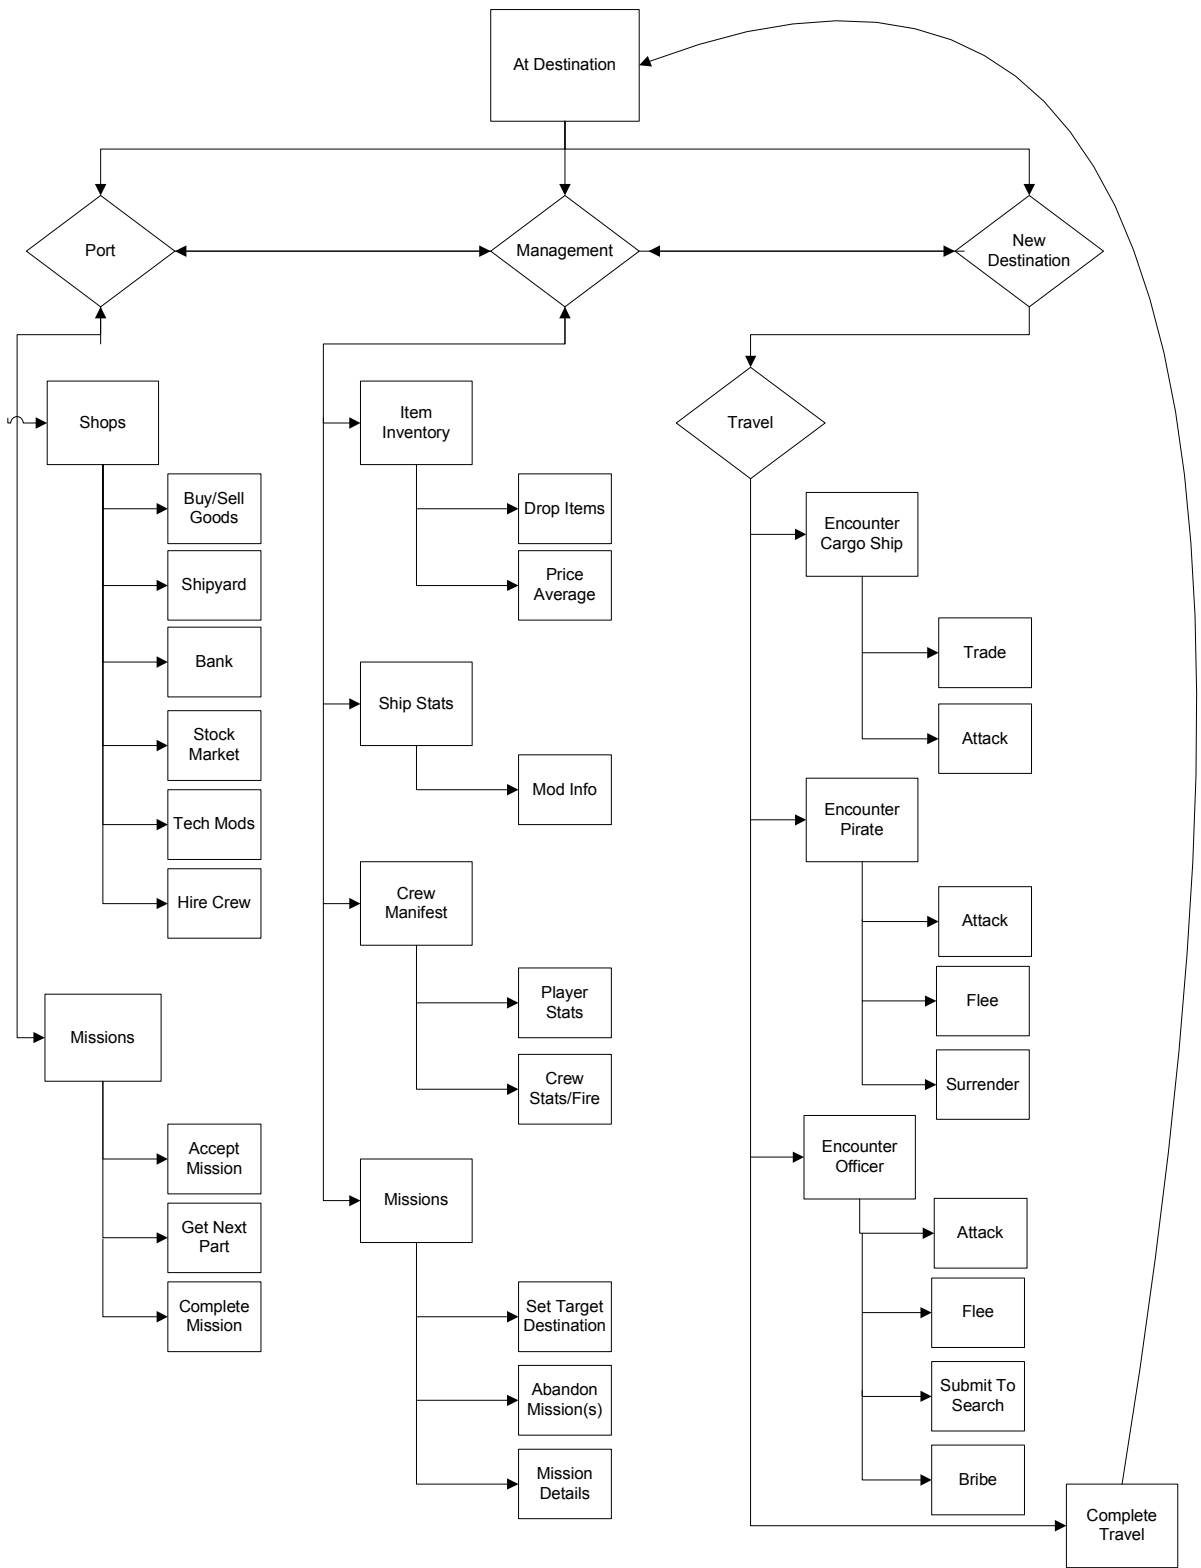 At Destination
Port
Management
New
Destination
Shops
Buy/Sell
Goods
Shipyard
Bank
Stock
Market
Tech Mods
Hire Crew
Missions
Accept
Mission
Get Next
Part
Complete
Mission
Item
Inventory
Drop Items
Price
Average
Ship Stats
Mod Info
Crew
Manifest
Player
Stats
Crew
Stats/Fire
Missions
Set Target
Destination
Abandon
Mission(s)
Mission
Details
Travel
Encounter
Cargo Ship
Trade
Attack
Encounter
Pirate
Attack
Flee
Surrender
Encounter
Officer
Attack
Flee
Submit To
Search
Bribe
Complete
Travel